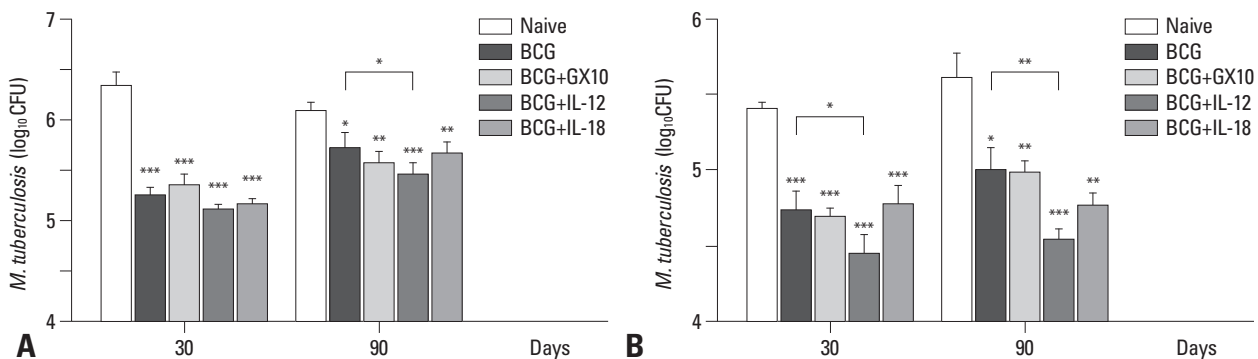 7
6
5
4
M. tuberculosis (log₁₀CFU)
Naive
BCG
BCG+GX10
BCG+IL-12
BCG+IL-18
***
***
***
***
*
**
***
**
*
30
90
Days
A
6
5
4
M. tuberculosis (log₁₀CFU)
Naive
BCG
BCG+GX10
BCG+IL-12
BCG+IL-18
***
***
***
***
*
*
**
***
**
**
30
90
Days
B